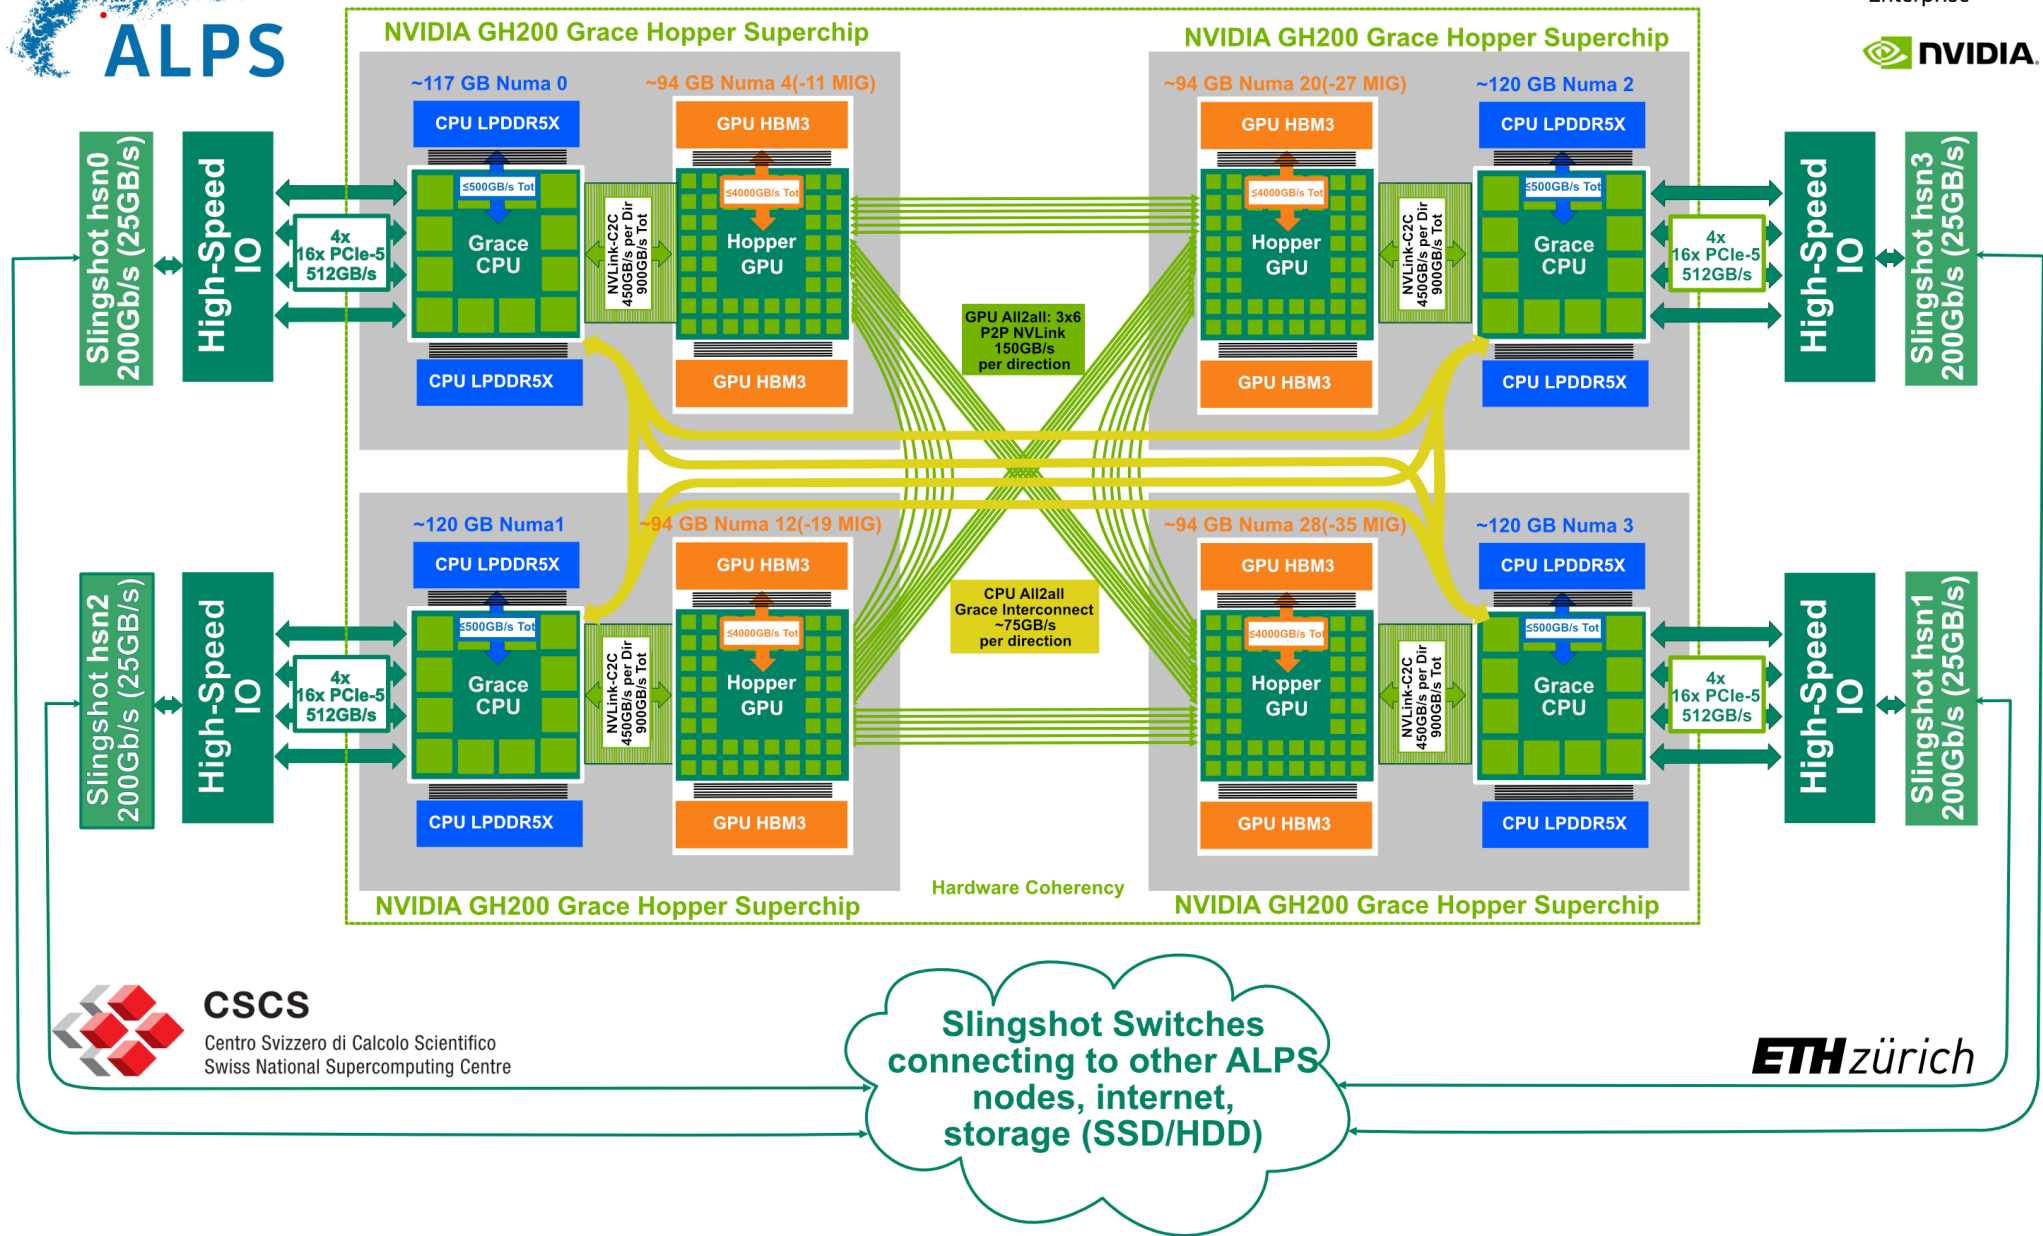 ALPS
Enterprise
NVIDIA.
NVIDIA GH200 Grace Hopper Superchip
NVIDIA GH200 Grace Hopper Superchip
~117 GB Numa 0
~94 GB Numa 4(-11 MIG)
~94 GB Numa 20(-27 MIG)
~120 GB Numa 2
CPU LPDDR5X
GPU HBM3
GPU HBM3
CPU LPDDR5X
Slingshot hsn0
200Gb/s (25GB/s)
High-Speed
IO
4x
16x PCIe-5
512GB/s
≤500GB/s Tot
Grace
CPU
NVLink-C2C
450GB/s per Dir
900GB/s Tot
≤4000GB/s Tot
Hopper
GPU
≤4000GB/s Tot
Hopper
GPU
NVLink-C2C
450GB/s per Dir
900GB/s Tot
≤500GB/s Tot
Grace
CPU
4x
16x PCIe-5
512GB/s
High-Speed
IO
Slingshot hsn3
200Gb/s (25GB/s)
GPU All2all: 3x6
P2P NVLink
150GB/s
per direction
CPU LPDDR5X
GPU HBM3
GPU HBM3
CPU LPDDR5X
~120 GB Numa1
~94 GB Numa 12(-19 MIG)
~94 GB Numa 28(-35 MIG)
~120 GB Numa 3
CPU LPDDR5X
GPU HBM3
GPU HBM3
CPU LPDDR5X
Slingshot hsn2
200Gb/s (25GB/s)
High-Speed
IO
4x
16x PCIe-5
512GB/s
≤500GB/s Tot
Grace
CPU
NVLink-C2C
450GB/s per Dir
900GB/s Tot
≤4000GB/s Tot
Hopper
GPU
CPU All2all
Grace Interconnect
~75GB/s
per direction
≤4000GB/s Tot
Hopper
GPU
NVLink-C2C
450GB/s per Dir
900GB/s Tot
≤500GB/s Tot
Grace
CPU
4x
16x PCIe-5
512GB/s
High-Speed
IO
Slingshot hsn1
200Gb/s (25GB/s)
CPU LPDDR5X
GPU HBM3
GPU HBM3
CPU LPDDR5X
Hardware Coherency
NVIDIA GH200 Grace Hopper Superchip
NVIDIA GH200 Grace Hopper Superchip
CSCS
Centro Svizzero di Calcolo Scientifico
Swiss National Supercomputing Centre
Slingshot Switches
connecting to other ALPS
nodes, internet,
storage (SSD/HDD)
ETH zürich